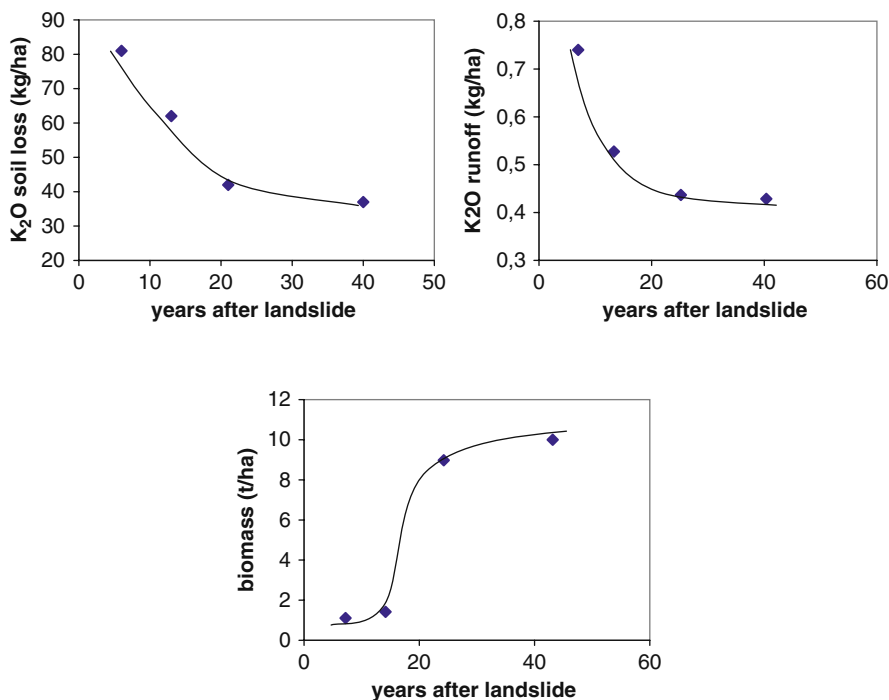 90
80
70
60
50
40
30
20
0 10 20 30 40 50
K₂O soil loss (kg/ha)
years after landslide
0,8
0,7
0,6
0,5
0,4
0,3
0 20 40 60
K2O runoff (kg/ha)
years after landslide
12
10
8
6
4
2
0
0 20 40 60
biomass (t/ha)
years after landslide